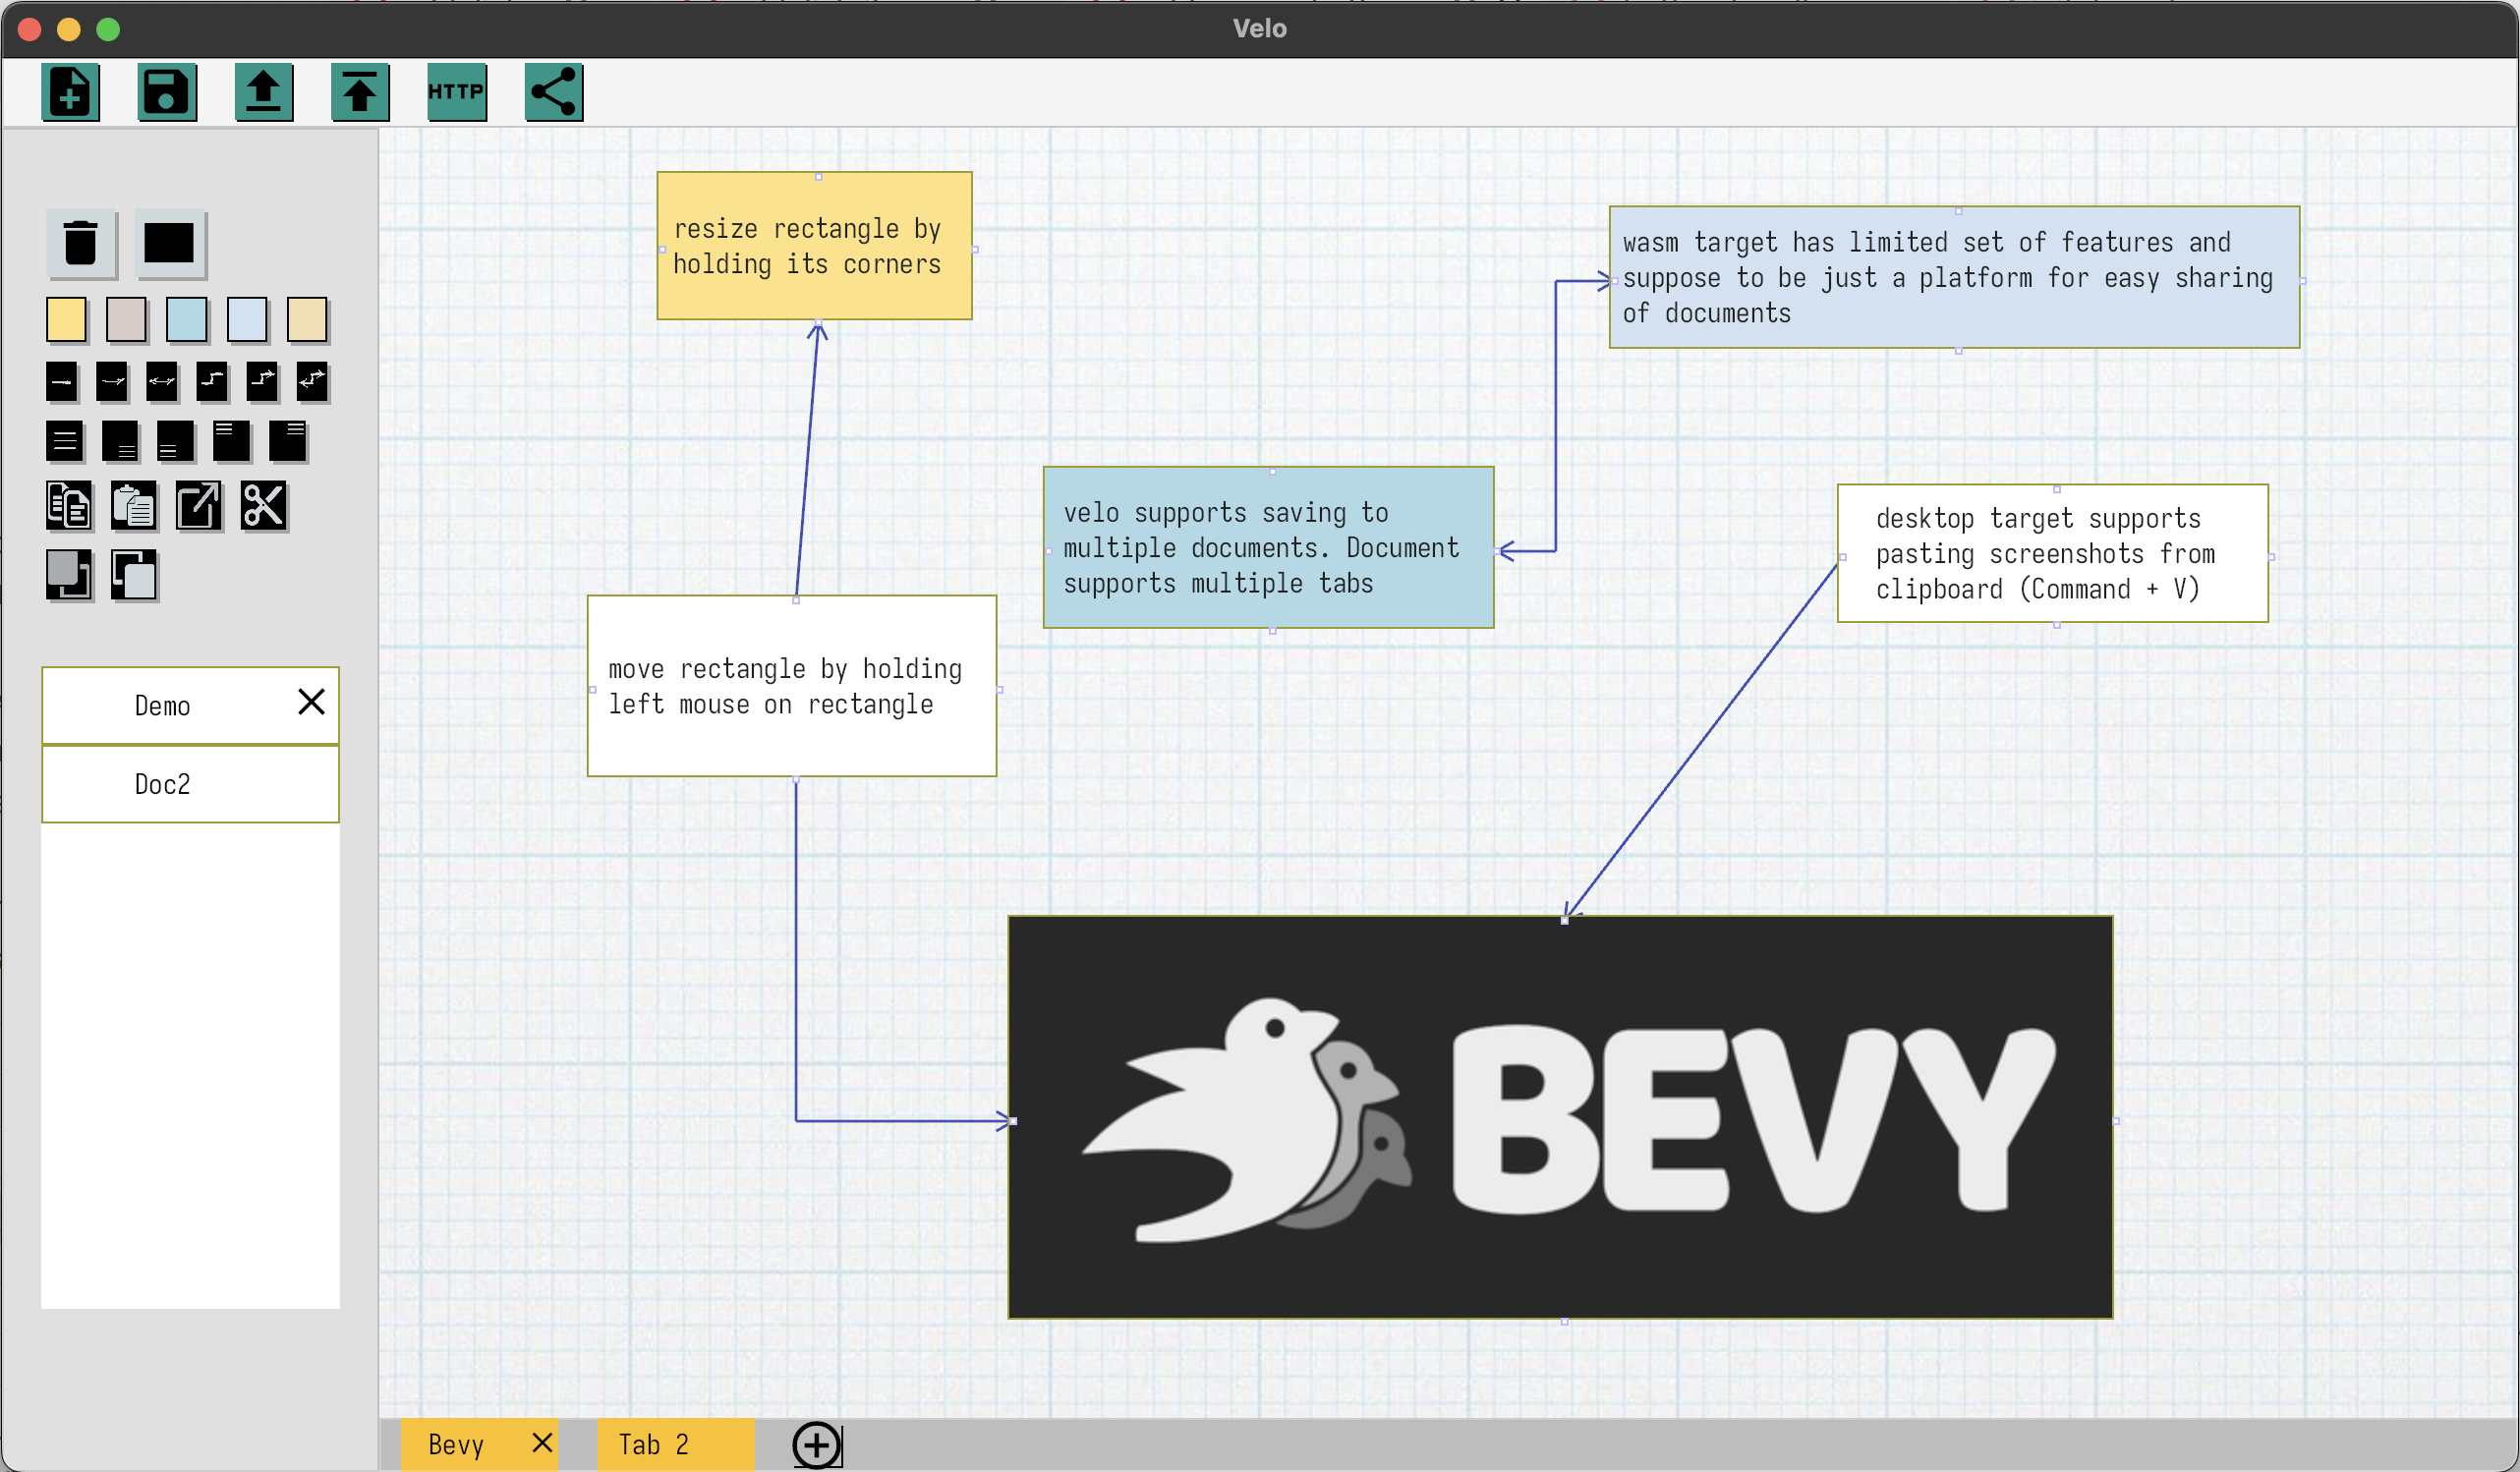 Velo
HTTP
resize rectangle by
holding its corners
wasm target has limited set of features and
suppose to be just a platform for easy sharing
of documents
velo supports saving to
multiple documents. Document
supports multiple tabs
desktop target supports
pasting screenshots from
clipboard (Command + V)
move rectangle by holding
left mouse on rectangle
Demo
Doc2
BEVY
Bevy
Tab 2